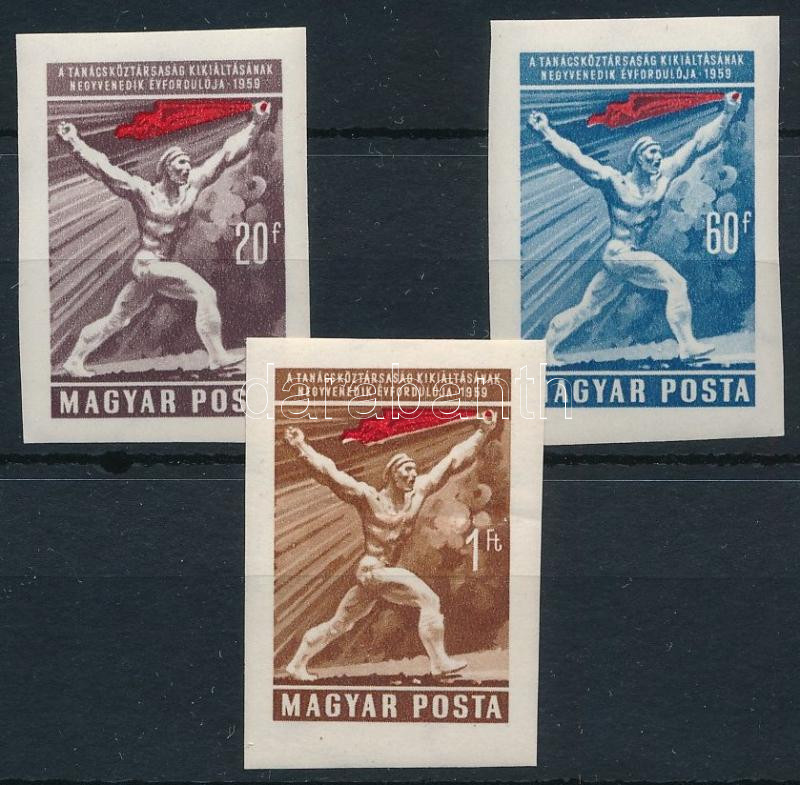 A TANÁCSKÖZTÁRSASÁG KIKIÁLTÁSÁNAK
NEGYVENEDIK ÉVFORDULÓJA · 1959
20f
MAGYAR POS
A TANÁCSKÖZTÁRSASÁG KIKIÁLTÁSÁNAK
NEGYVENEDIK ÉVFORDULÓJA · 1959
60f
MAGYAR POSTA
A TANÁCSKÖZTÁRSASÁG KIKIÁLTÁSÁNAK
NEGYVENEDIK ÉVFORDULÓJA · 1959
1Ft
MAGYAR POSTA
darabanth